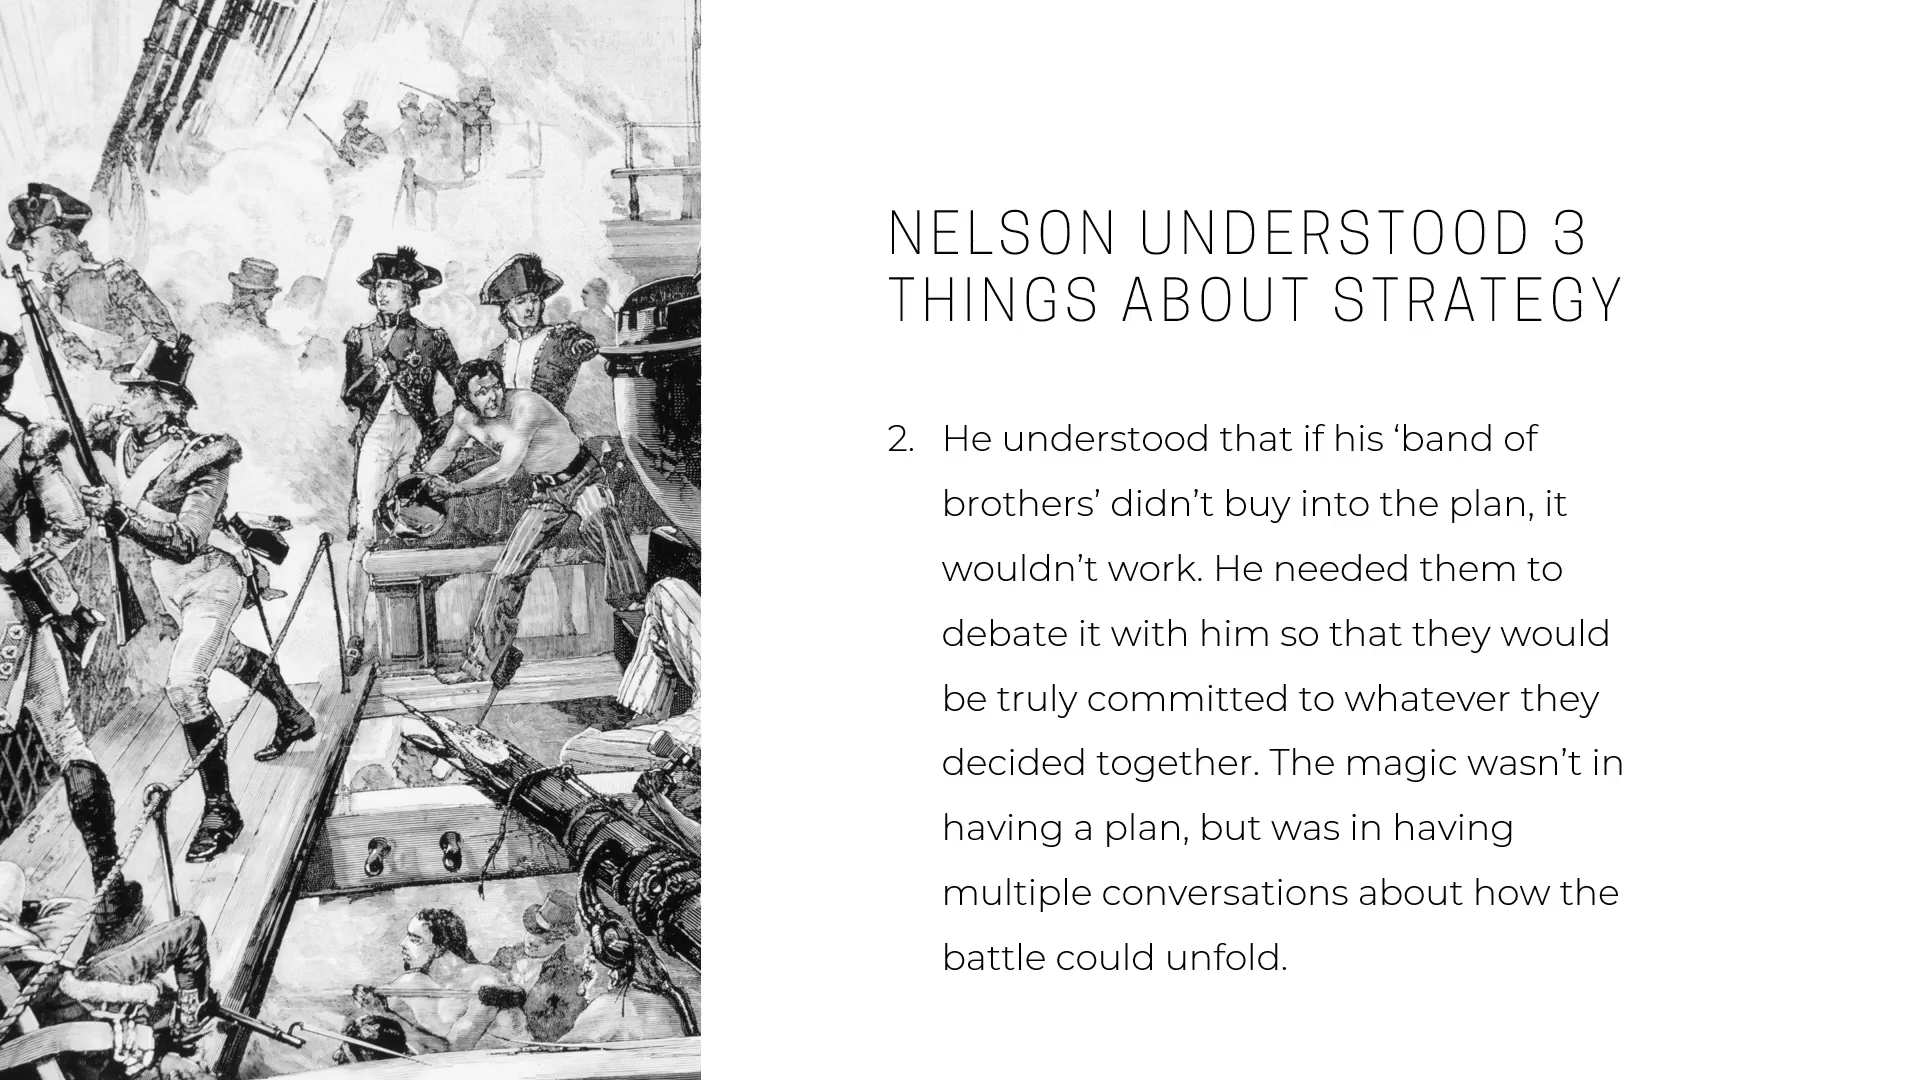 NELSON UNDERSTOOD 3
THINGS ABOUT STRATEGY
2. He understood that if his ‘band of
brothers’ didn’t buy into the plan, it
wouldn’t work. He needed them to
debate it with him so that they would
be truly committed to whatever they
decided together. The magic wasn’t in
having a plan, but was in having
multiple conversations about how the
battle could unfold.